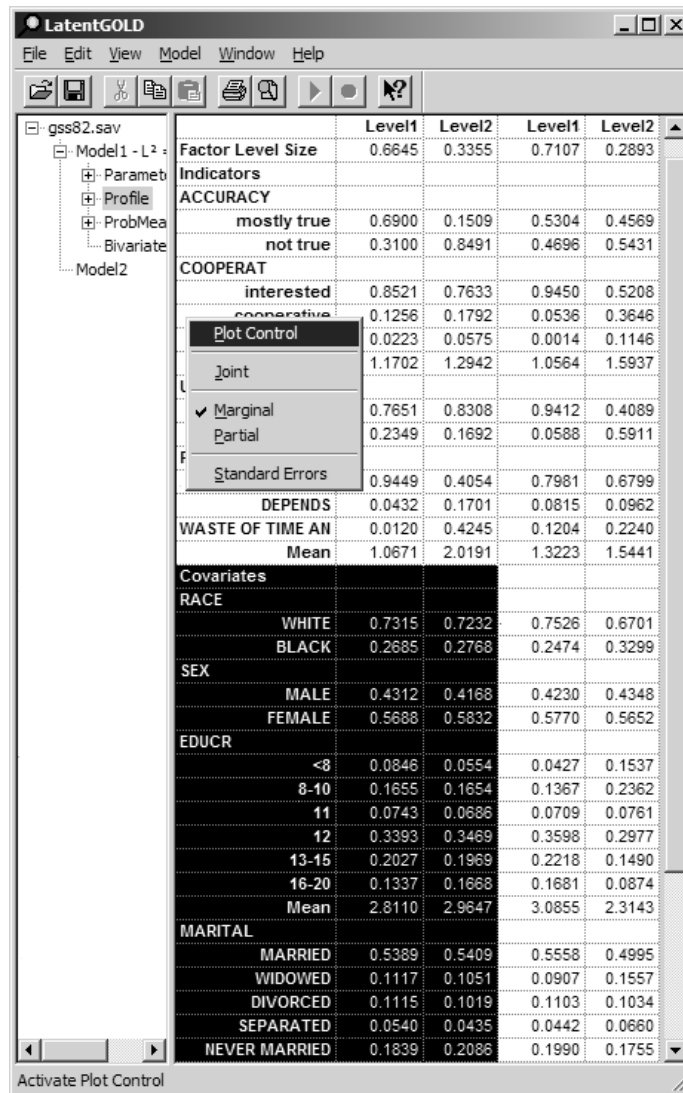 LatentGOLD
File Edit View Model Window Help
gss82.sav
Model1 - L² =
Paramet
Profile
ProbMea
Bivariate
Model2
Level1 Level2 Level1 Level2
Factor Level Size 0.6645 0.3355 0.7107 0.2893
Indicators
ACCURACY
mostly true 0.6900 0.1509 0.5304 0.4569
not true 0.3100 0.8491 0.4696 0.5431
COOPERAT
interested 0.8521 0.7633 0.9450 0.5208
cooperative 0.1256 0.1792 0.0536 0.3646
0.0223 0.0575 0.0014 0.1146
1.1702 1.2942 1.0564 1.5937
0.7651 0.8308 0.9412 0.4089
0.2349 0.1692 0.0588 0.5911
0.9449 0.4054 0.7981 0.6799
Plot Control
Joint
Marginal
Partial
Standard Errors
DEPENDS 0.0432 0.1701 0.0815 0.0962
WASTE OF TIME AN 0.0120 0.4245 0.1204 0.2240
Mean 1.0671 2.0191 1.3223 1.5441
Covariates
RACE
WHITE 0.7315 0.7232 0.7526 0.6701
BLACK 0.2685 0.2768 0.2474 0.3299
SEX
MALE 0.4312 0.4168 0.4230 0.4348
FEMALE 0.5688 0.5832 0.5770 0.5652
EDUCR
<8 0.0846 0.0554 0.0427 0.1537
8-10 0.1655 0.1654 0.1367 0.2362
11 0.0743 0.0686 0.0709 0.0761
12 0.3393 0.3469 0.3598 0.2977
13-15 0.2027 0.1969 0.2218 0.1490
16-20 0.1337 0.1668 0.1681 0.0874
Mean 2.8110 2.9647 3.0855 2.3143
MARITAL
MARRIED 0.5389 0.5409 0.5558 0.4995
WIDOWED 0.1117 0.1051 0.0907 0.1557
DIVORCED 0.1115 0.1019 0.1103 0.1034
SEPARATED 0.0540 0.0435 0.0442 0.0660
NEVER MARRIED 0.1839 0.2086 0.1990 0.1755
Activate Plot Control